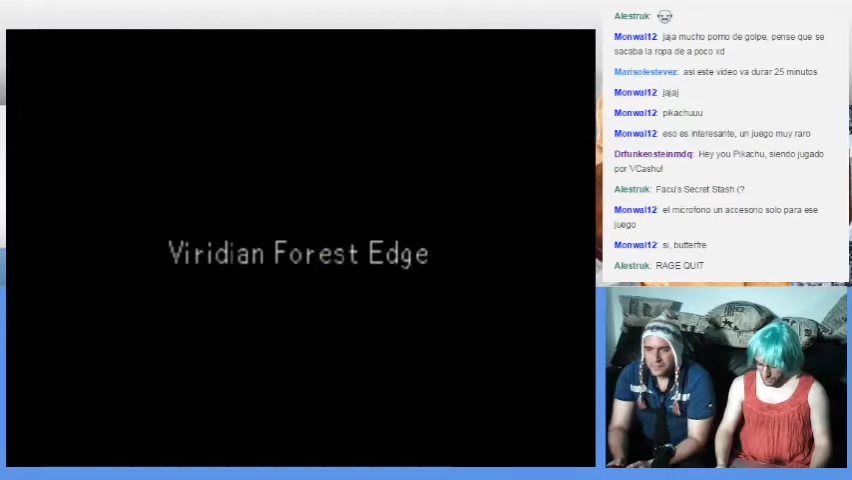 Viridian Forest Edge
Alestruk:
Monwal12: jaja mucho porno de golpe, pense que se
sacaba la ropa de a poco xd
Marisolestevez: asi este video va durar 25 minutos
Monwal12: jajaj
Monwal12: pikachuuu
Monwal12: eso es interesante, un juego muy raro
Drfunkensteinmdq: Hey you Pikachu, siendo jugado
por VCashu!
Alestruk: Facu's Secret Stash (?
Monwal12: el microfono un accesorio solo para ese
juego
Monwal12: si, butterfre
Alestruk: RAGE QUIT